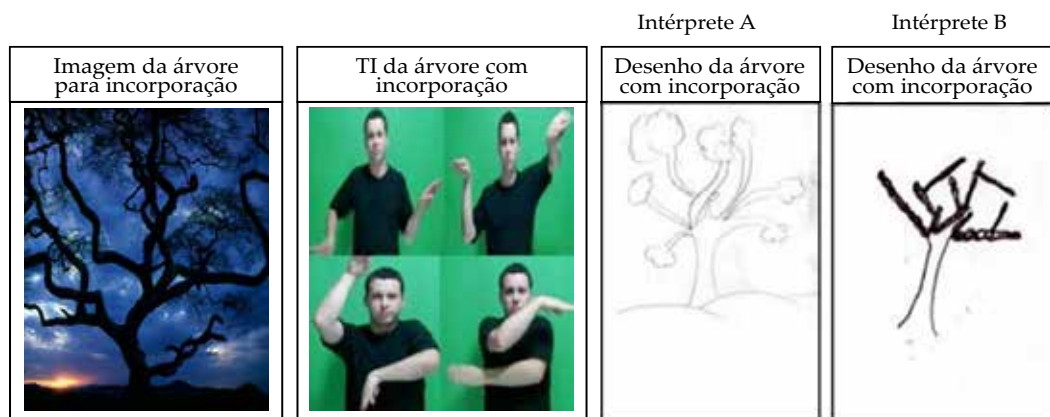 Intérprete A
Intérprete B
Imagem da árvore
para incorporação
TI da árvore com
incorporação
Desenho da árvore
com incorporação
Desenho da árvore
com incorporação